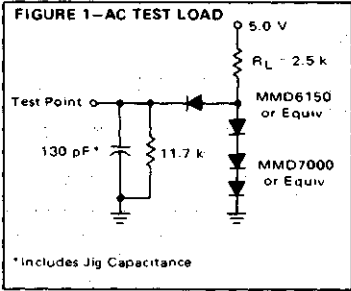 FIGURE 1—AC TEST LOAD
5.0 V
RL - 2.5 k
Test Point
MMD6150
or Equiv
130 pF*
11.7 k
MMD7000
or Equiv
*Includes Jig Capacitance